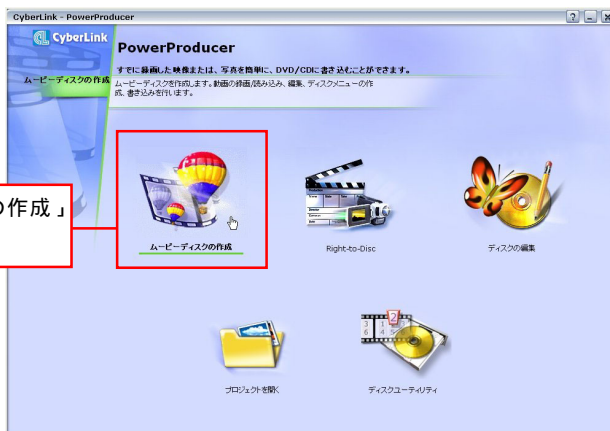 CyberLink - PowerProducer
CyberLink
PowerProducer
すでに録画した映像または、写真を簡単に、DVD/CDに書き込むことができます。
ムービーディスクの作成
ムービーディスクを作成します。動画の録画/読み込み、編集、ディスクメニューの作
成、書き込みを行います。
の作成」
ムービーディスクの作成
Right-to-Disc
ディスクの編集
プロジェクトを開く
ディスクユーティリティ